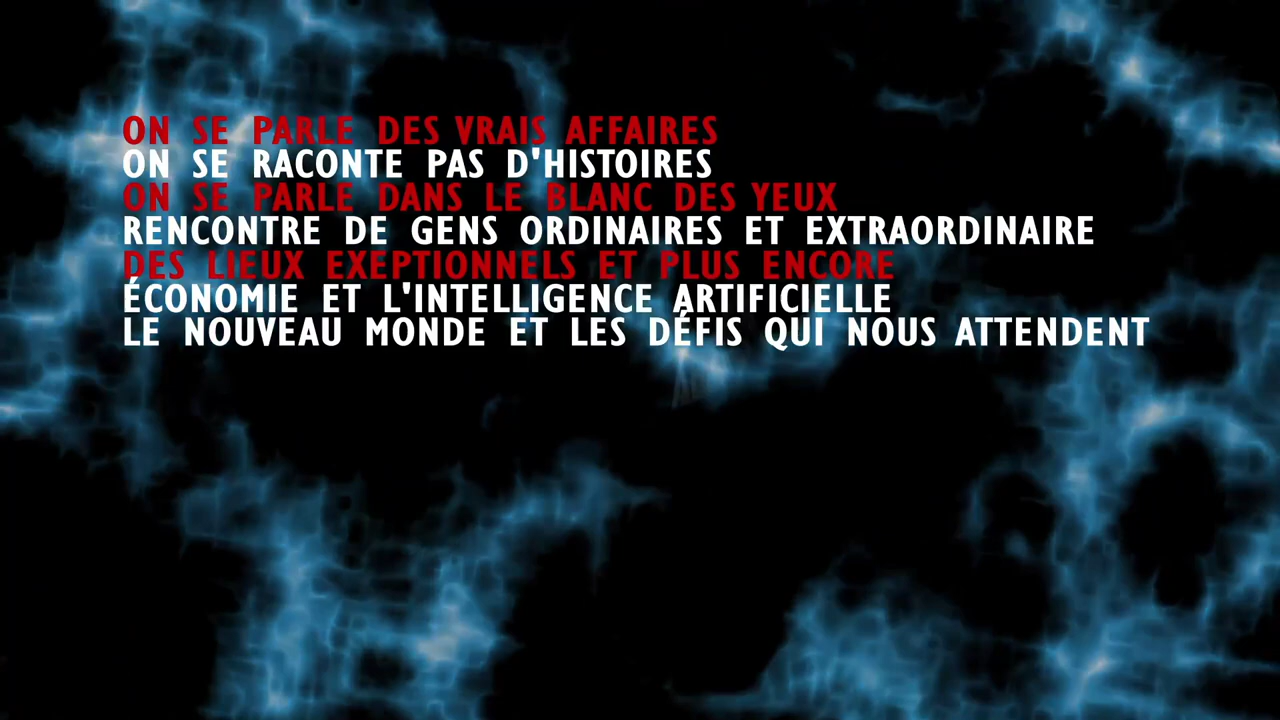 ON SE PARLE DES VRAIS AFFAIRES
ON SE RACONTE PAS D'HISTOIRES
ON SE PARLE DANS LE BLANC DES YEUX
RENCONTRE DE GENS ORDINAIRES ET EXTRAORDINAIRE
DES LIEUX EXEPTIONNELS ET PLUS ENCORE
ÉCONOMIE ET L'INTELLIGENCE ARTIFICIELLE
LE NOUVEAU MONDE ET LES DÉFIS QUI NOUS ATTENDENT